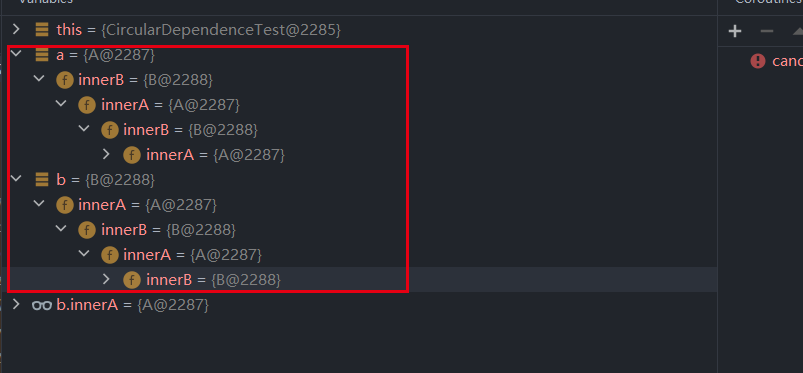 Variables
Coroutines
this = {CircularDependenceTest@2285}
a = {A@2287}
f innerB = {B@2288}
f innerA = {A@2287}
f innerB = {B@2288}
f innerA = {A@2287}
b = {B@2288}
f innerA = {A@2287}
f innerB = {B@2288}
f innerA = {A@2287}
f innerB = {B@2288}
b.innerA = {A@2287}